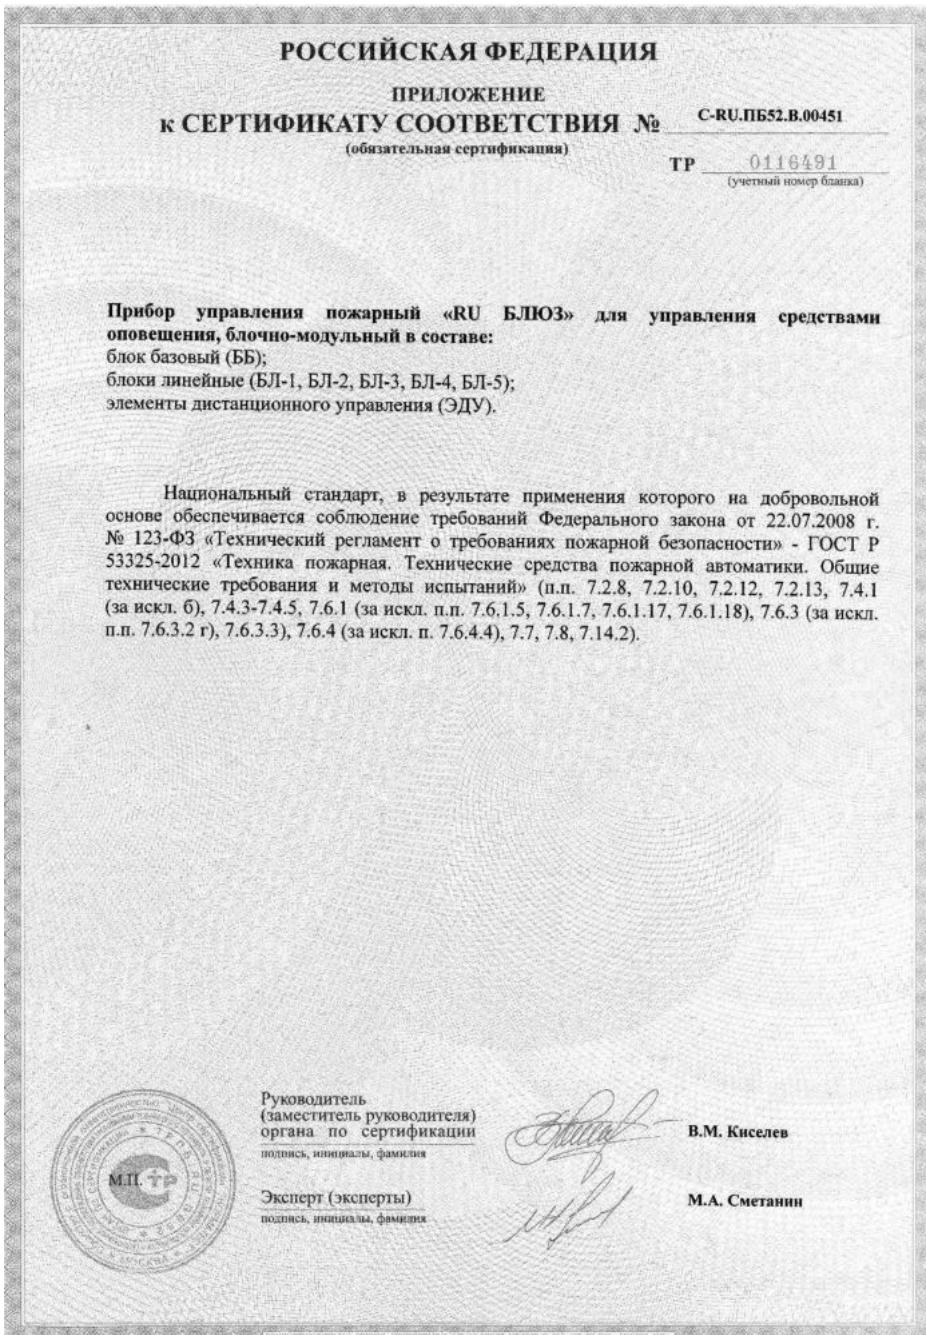 РОССИЙСКАЯ ФЕДЕРАЦИЯ
ПРИЛОЖЕНИЕ
к СЕРТИФИКАТУ СООТВЕТСТВИЯ № C-RU.ПБ52.В.00451
(обязательная сертификация)
ТР 0116491
(учетный номер бланка)
Прибор управления пожарный «RU БЛЮЗ» для управления средствами
оповещения, блочно-модульный в составе:
блок базовый (ББ);
блоки линейные (БЛ-1, БЛ-2, БЛ-3, БЛ-4, БЛ-5);
элементы дистанционного управления (ЭДУ).
Национальный стандарт, в результате применения которого на добровольной
основе обеспечивается соблюдение требований Федерального закона от 22.07.2008 г.
№ 123-ФЗ «Технический регламент о требованиях пожарной безопасности» - ГОСТ Р
53325-2012 «Техника пожарная. Технические средства пожарной автоматики. Общие
технические требования и методы испытаний» (п.п. 7.2.8, 7.2.10, 7.2.12, 7.2.13, 7.4.1
(за искл. б), 7.4.3-7.4.5, 7.6.1 (за искл. п.п. 7.6.1.5, 7.6.1.7, 7.6.1.17, 7.6.1.18), 7.6.3 (за искл.
п.п. 7.6.3.2 г), 7.6.3.3), 7.6.4 (за искл. п. 7.6.4.4), 7.7, 7.8, 7.14.2).
Руководитель
(заместитель руководителя)
органа по сертификации
подпись, инициалы, фамилия
В.М. Киселев
М.П.
Эксперт (эксперты)
подпись, инициалы, фамилия
М.А. Сметанин
МОСКВА